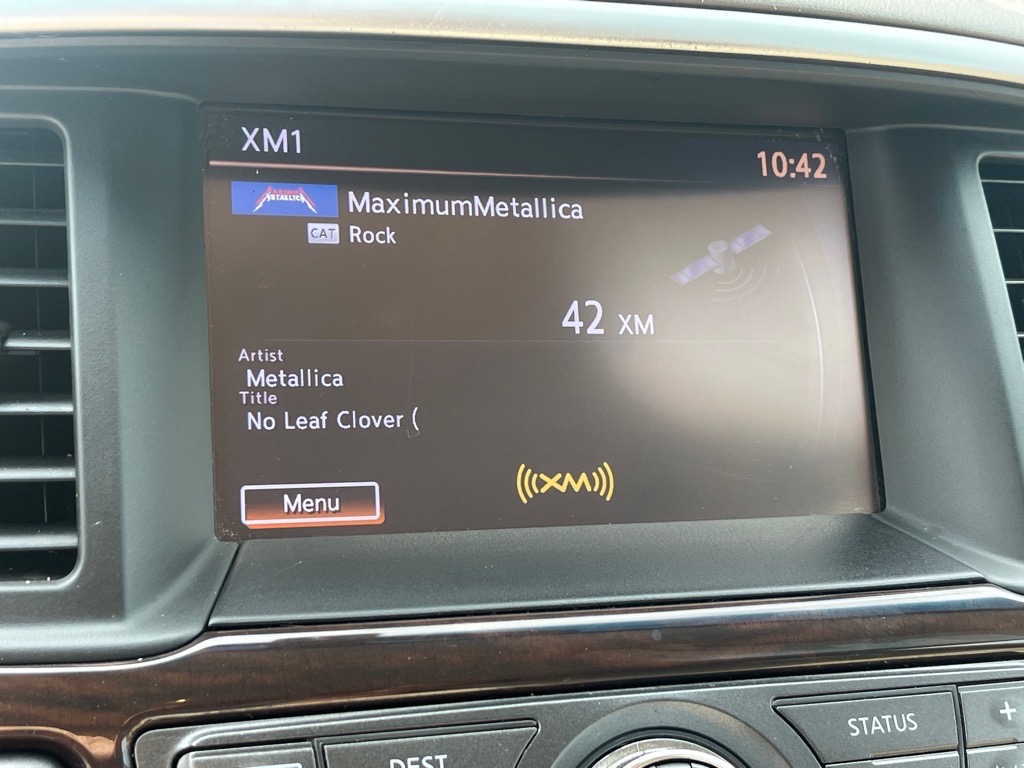 XM1
10:42
MAXIMUM
METALLICA
MaximumMetallica
CAT Rock
42 XM
Artist
Metallica
Title
No Leaf Clover (
Menu
((XM))
STATUS
+
DEST